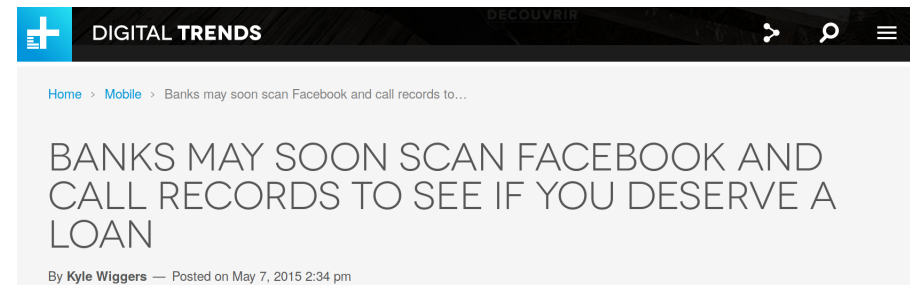 DECOUVRIR
DIGITAL TRENDS
Home > Mobile > Banks may soon scan Facebook and call records to…
BANKS MAY SOON SCAN FACEBOOK AND
CALL RECORDS TO SEE IF YOU DESERVE A
LOAN
By Kyle Wiggers — Posted on May 7, 2015 2:34 pm